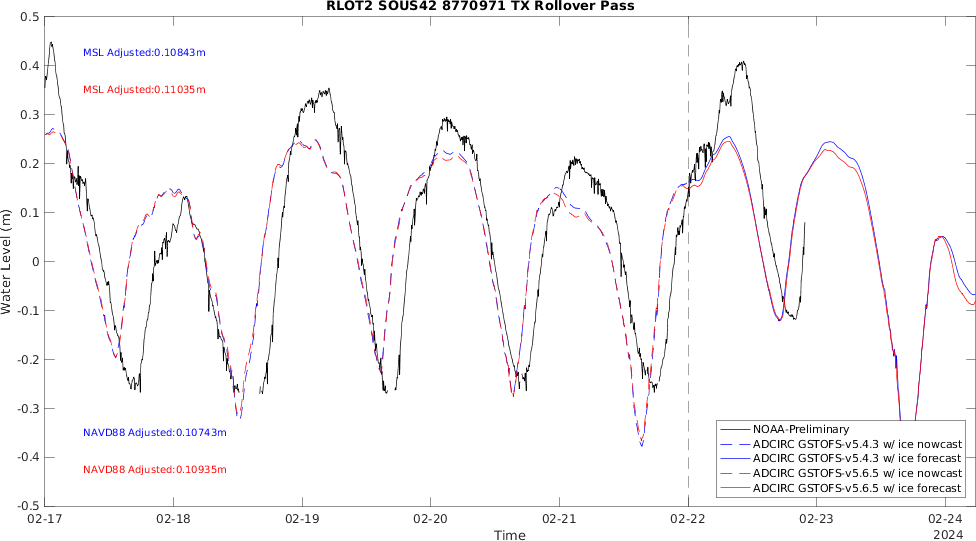 RLOT2 SOUS42 8770971 TX Rollover Pass
0.5
0.4
0.3
0.2
0.1
0
-0.1
-0.2
-0.3
-0.4
-0.5
Water Level (m)
MSL Adjusted:0.10843m
MSL Adjusted:0.11035m
NAVD88 Adjusted:0.10743m
NAVD88 Adjusted:0.10935m
NOAA-Preliminary
ADCIRC GSTOFS-v5.4.3 w/ ice nowcast
ADCIRC GSTOFS-v5.4.3 w/ ice forecast
ADCIRC GSTOFS-v5.6.5 w/ ice nowcast
ADCIRC GSTOFS-v5.6.5 w/ ice forecast
02-17 02-18 02-19 02-20 02-21 02-22 02-23 02-24
Time
2024